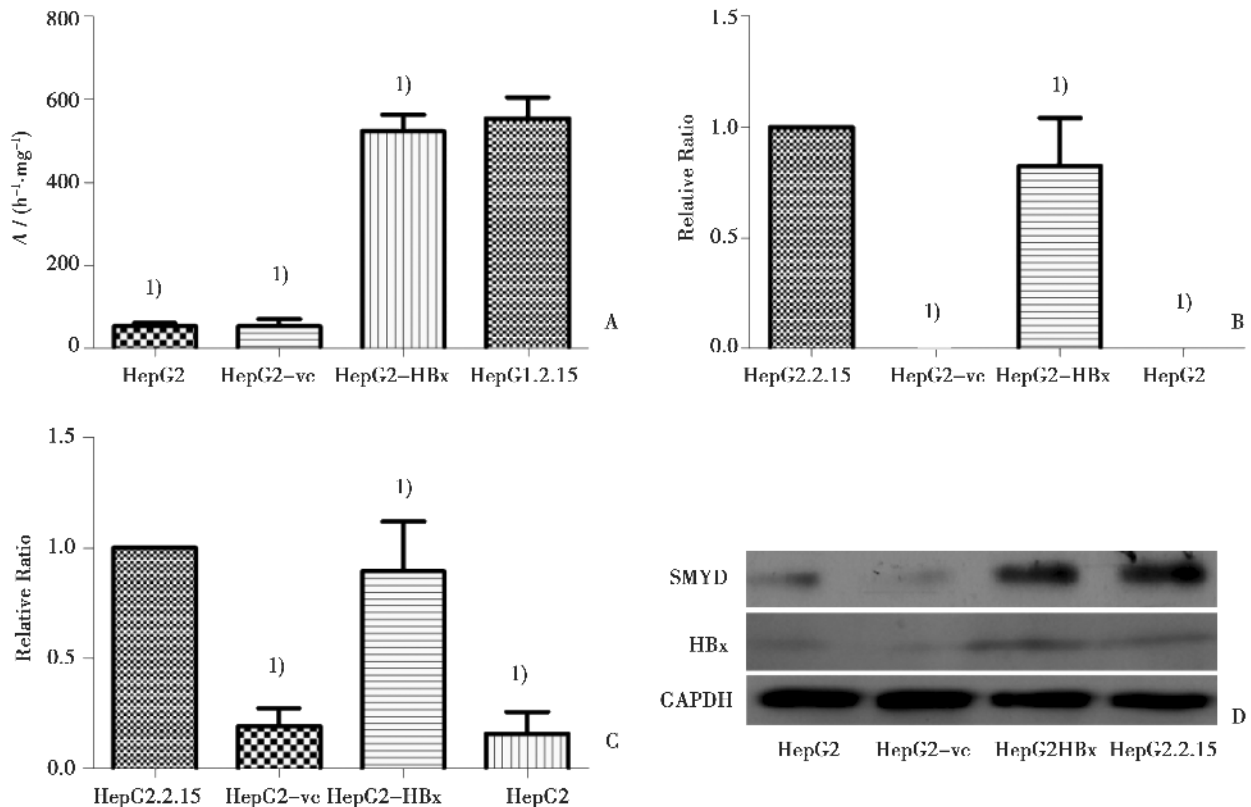 800
600
400
200
0
A / (h⁻¹·mg⁻¹)
1)
1)
1)
HepG2
HepG2-vc
HepG2-HBx
HepG1.2.15
A
1.5
1.0
0.5
0.0
Relative Ratio
1)
1)
1)
HepG2.2.15
HepG2-vc
HepG2-HBx
HepG2
B
1.5
1.0
0.5
0.0
Relative Ratio
1)
1)
1)
HepG2.2.15
HepG2-vc
HepG2-HBx
HepG2
C
SMYD
HBx
CAPDH
HepG2
HepG2-vc
HepG2HBx
HepG2.2.15
D